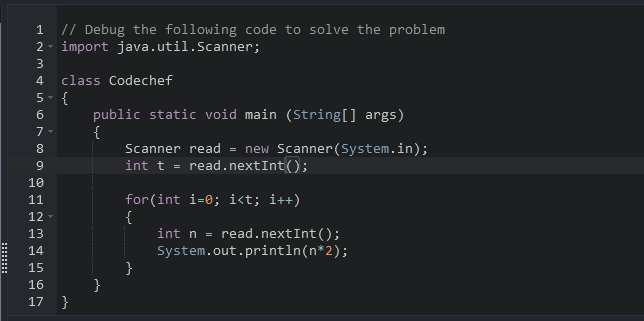 1 // Debug the following code to solve the problem
2 import java.util.Scanner;
3
4 class Codechef
5 {
6 public static void main (String[] args)
7 {
8 Scanner read = new Scanner(System.in);
9 int t = read.nextInt();
10
11 for(int i=0; i<t; i++)
12 {
13 int n = read.nextInt();
14 System.out.println(n*2);
15 }
16 }
17 }